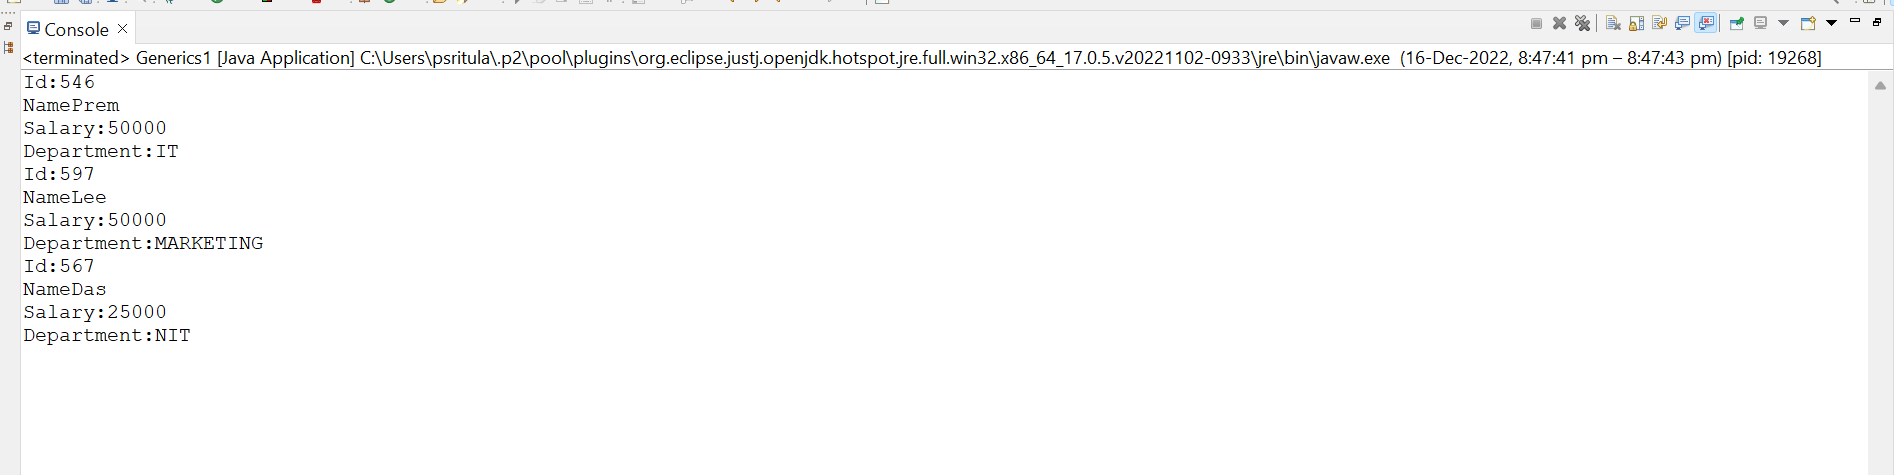 Console
<terminated> Generics1 [Java Application] C:\Users\psritula\.p2\pool\plugins\org.eclipse.justj.openjdk.hotspot.jre.full.win32.x86_64_17.0.5.v20221102-0933\jre\bin\javaw.exe (16-Dec-2022, 8:47:41 pm – 8:47:43 pm) [pid: 19268]
Id:546
NamePrem
Salary:50000
Department:IT
Id:597
NameLee
Salary:50000
Department:MARKETING
Id:567
NameDas
Salary:25000
Department:NIT